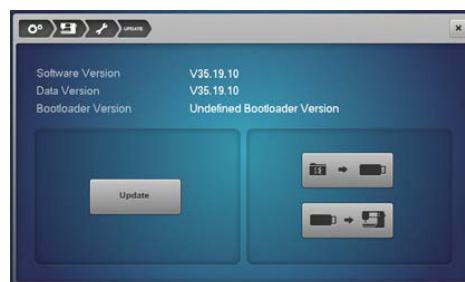 UPDATE
Software Version V35.19.10
Data Version V35.19.10
Bootloader Version Undefined Bootloader Version
Update